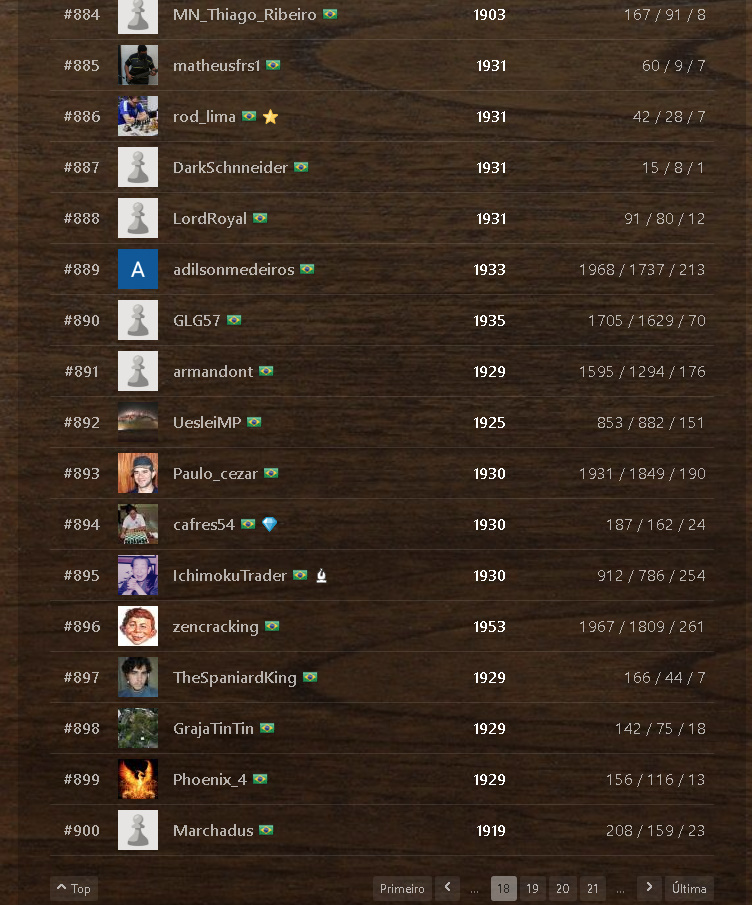 #884 MN_Thiago_Ribeiro 1903 167 / 91 / 8
#885 matheusfrs1 1931 60 / 9 / 7
#886 rod_lima 1931 42 / 28 / 7
#887 DarkSchnneider 1931 15 / 8 / 1
#888 LordRoyal 1931 91 / 80 / 12
#889 A adilsonmedeiros 1933 1968 / 1737 / 213
#890 GLG57 1935 1705 / 1629 / 70
#891 armandont 1929 1595 / 1294 / 176
#892 UesleiMP 1925 853 / 882 / 151
#893 Paulo_cezar 1930 1931 / 1849 / 190
#894 cafres54 1930 187 / 162 / 24
#895 IchimokuTrader 1930 912 / 786 / 254
#896 zencracking 1953 1967 / 1809 / 261
#897 TheSpaniardKing 1929 166 / 44 / 7
#898 GrajaTinTin 1929 142 / 75 / 18
#899 Phoenix_4 1929 156 / 116 / 13
#900 Marchadus 1919 208 / 159 / 23
Top Primeiro ... 18 19 20 21 ... Última